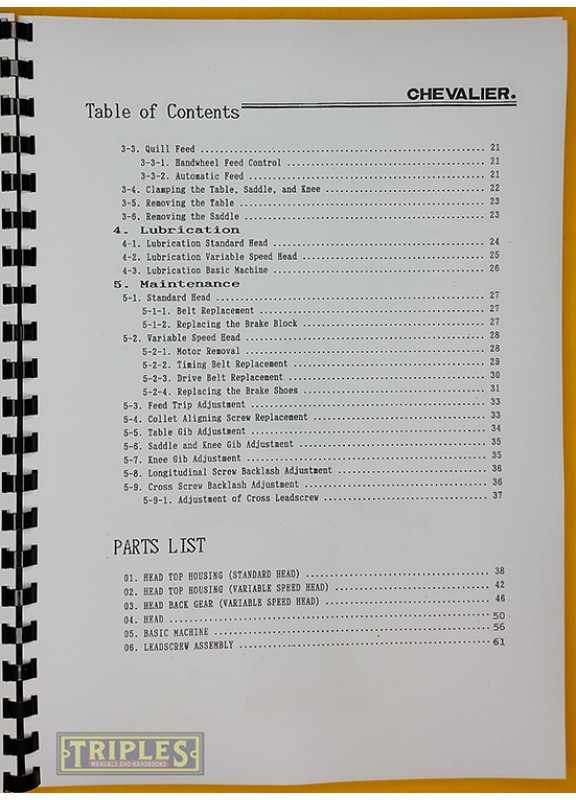 CHEVALIER.
Table of Contents
3-3. Quill Feed ........ 21
3-3-1. Handwheel Feed Control ........ 21
3-3-2. Automatic Feed ........ 21
3-4. Clamping the Table, Saddle, and Knee ........ 22
3-5. Removing the Table ........ 23
3-6. Removing the Saddle ........ 23
4. Lubrication
4-1. Lubrication Standard Head ........ 24
4-2. Lubrication Variable Speed Head ........ 25
4-3. Lubrication Basic Machine ........ 26
5. Maintenance
5-1. Standard Head ........ 27
5-1-1. Belt Replacement ........ 27
5-1-2. Replacing the Brake Block ........ 27
5-2. Variable Speed Head ........ 28
5-2-1. Motor Removal ........ 28
5-2-2. Timing Belt Replacement ........ 29
5-2-3. Drive Belt Replacement ........ 30
5-2-4. Replacing the Brake Shoes ........ 31
5-3. Feed Trip Adjustment ........ 33
5-4. Collet Aligning Screw Replacement ........ 33
5-5. Table Gib Adjustment ........ 34
5-6. Saddle and Knee Gib Adjustment ........ 35
5-7. Knee Gib Adjustment ........ 35
5-8. Longitudinal Screw Backlash Adjustment ........ 36
5-9. Cross Screw Backlash Adjustment ........ 36
5-9-1. Adjustment of Cross Leadscrew ........ 37
PARTS LIST
01. HEAD TOP HOUSING (STANDARD HEAD) ........ 38
02. HEAD TOP HOUSING (VARIABLE SPEED HEAD) ........ 42
03. HEAD BACK GEAR (VARIABLE SPEED HEAD) ........ 46
04. HEAD ........ 50
05. BASIC MACHINE ........ 56
06. LEADSCREW ASSEMBLY ........ 61
TRIPLES
MANUALS AND HANDBOOKS